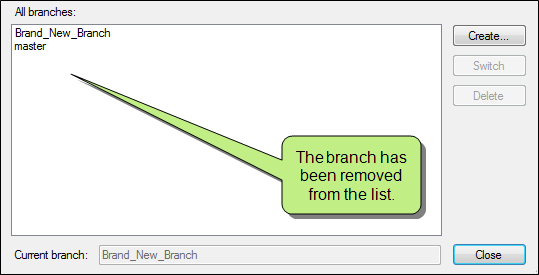 All branches:
Brand_New_Branch
master
Create...
Switch
Delete
The branch has
been removed
from the list.
Current branch:
Brand_New_Branch
Close